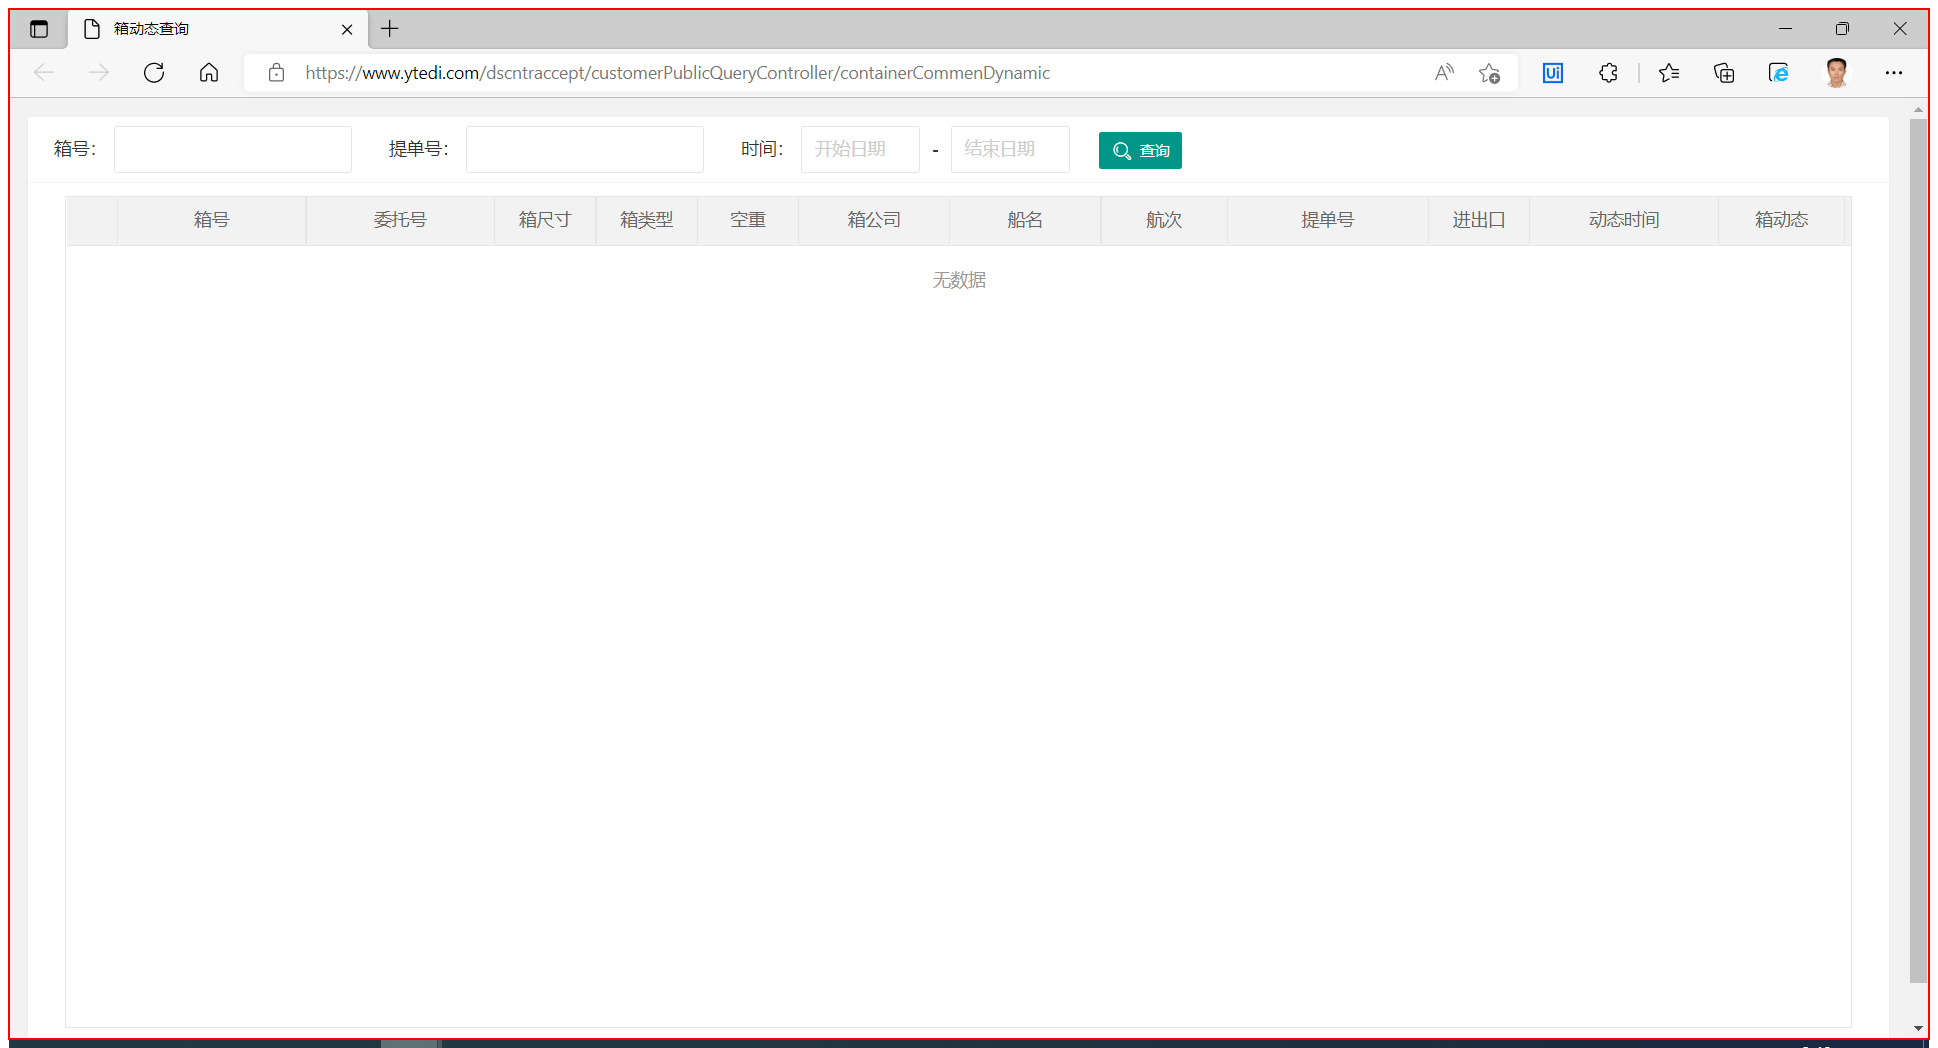 箱动态查询
https://www.ytedi.com/dscntraccept/customerPublicQueryController/containerCommenDynamic
箱号： 提单号： 时间： 开始日期 - 结束日期 查询
箱号 委托号 箱尺寸 箱类型 空重 箱公司 船名 航次 提单号 进出口 动态时间 箱动态
无数据